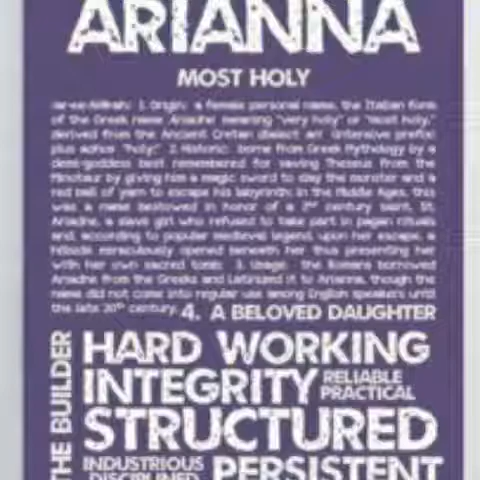 ARIANNA
MOST HOLY
1. Origin: a female personal name, the Italian form
of the Greek name Ariadne meaning "very holy" or "most holy,"
derived from the Ancient Cretan dialect ari (intensive prefix)
plus adnos "holy;" 2. Historic: borne from Greek Mythology by a
demi-goddess best remembered for saving Theseus from the
Minotaur by giving him a magic sword to slay the monster and a
red ball of yarn to escape his labyrinth; in the Middle Ages, this
was a name bestowed in honor of a 2nd century saint, St.
Ariadne, a slave girl who refused to take part in pagan rituals
and, according to popular medieval legend, upon her escape, a
hillside miraculously opened beneath her thus presenting her
with her own sacred tomb; 3. Usage: the Romans borrowed
Ariadne from the Greeks and Latinized it to Arianna, though the
name did not come into regular use among English speakers until
the late 20th century. 4. A BELOVED DAUGHTER
THE BUILDER
HARD WORKING
INTEGRITY RELIABLE
PRACTICAL
STRUCTURED
INDUSTRIOUS
DISCIPLINED
PERSISTENT